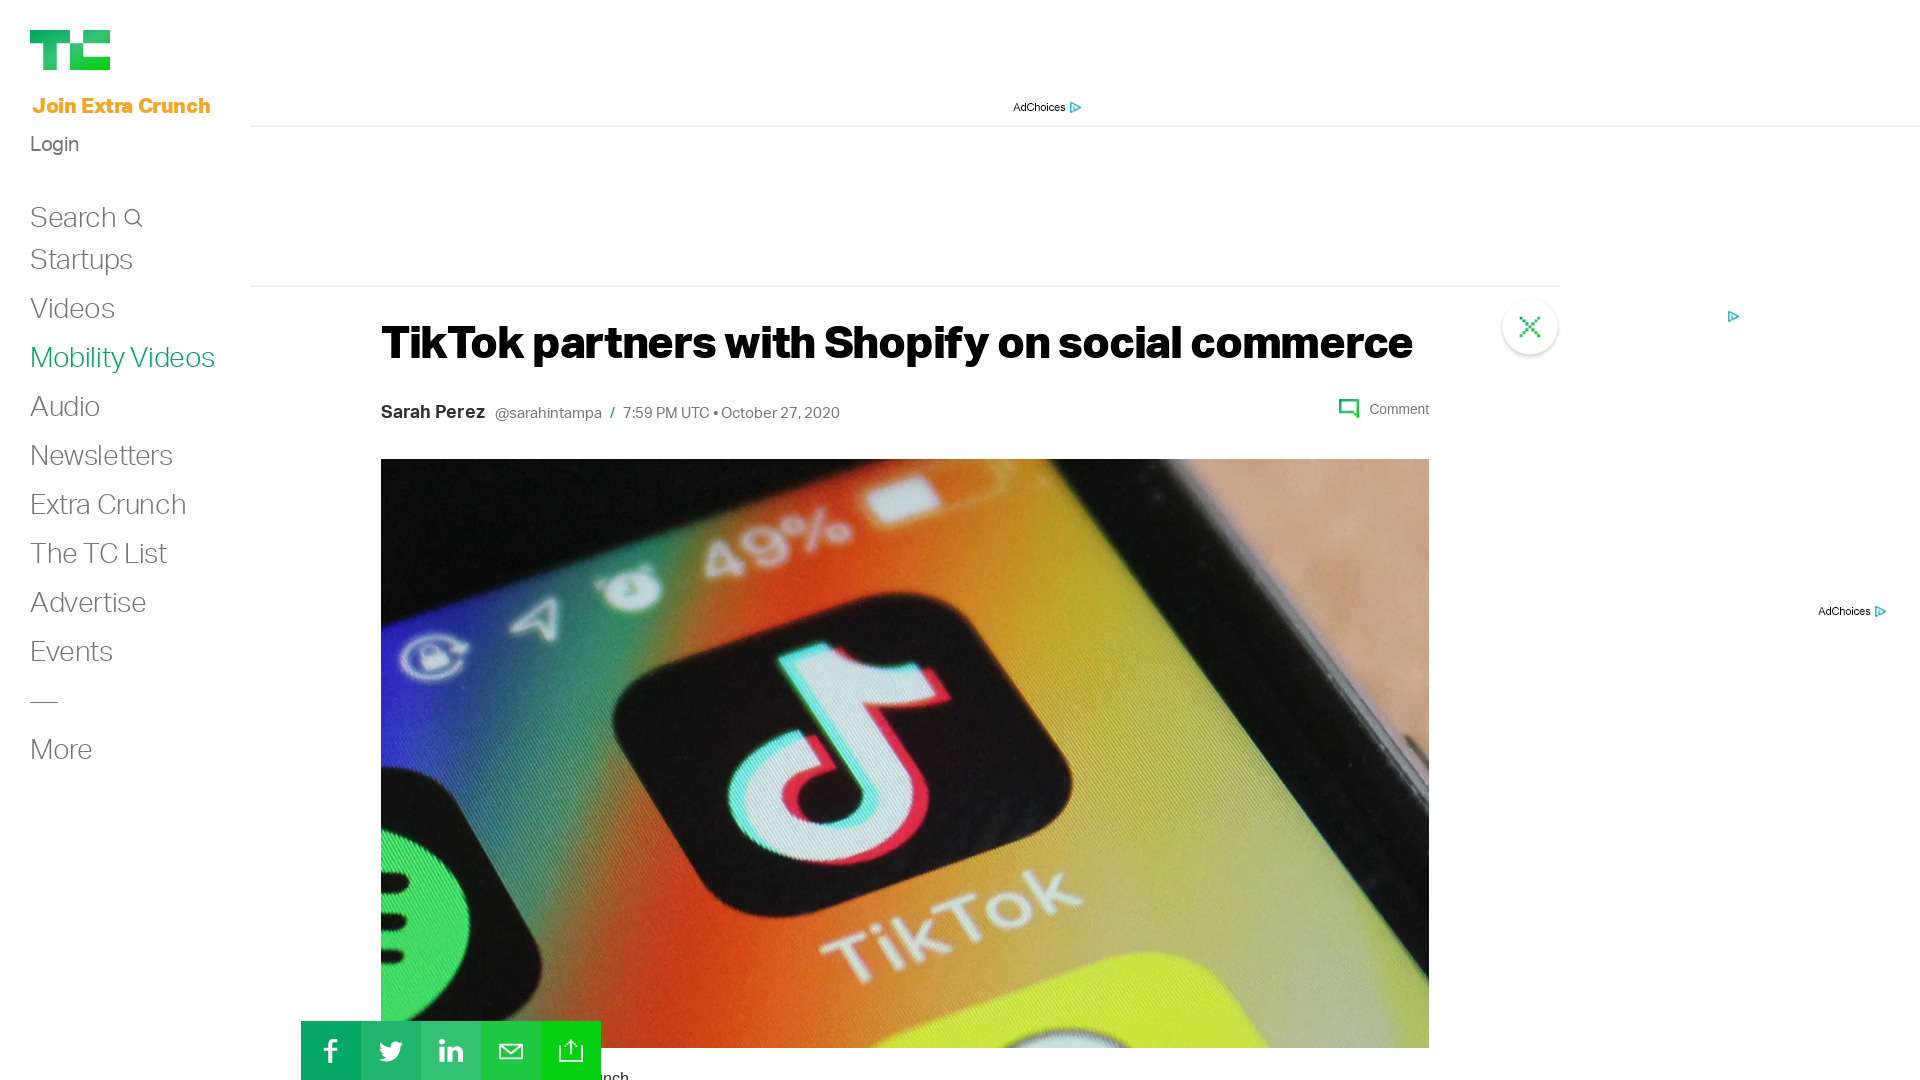 TC
Join Extra Crunch
Login
Search
Startups
Videos
Mobility Videos
Audio
Newsletters
Extra Crunch
The TC List
Advertise
Events
More
AdChoices
TikTok partners with Shopify on social commerce
Sarah Perez @sarahintampa / 7:59 PM UTC • October 27, 2020
Comment
49%
TikTok
AdChoices